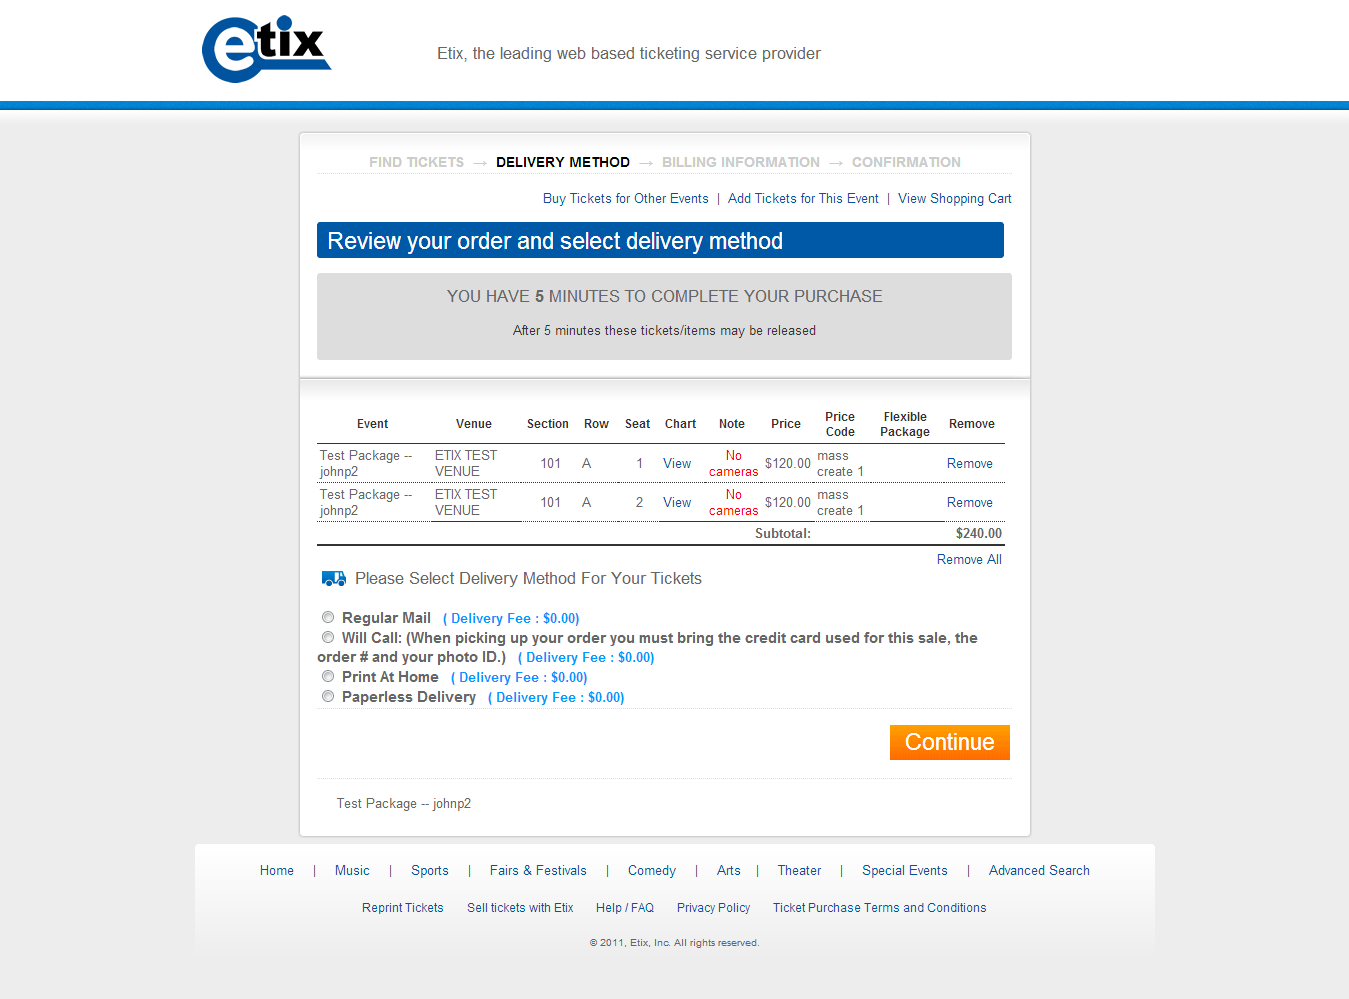 etix
Etix, the leading web based ticketing service provider
FIND TICKETS → DELIVERY METHOD → BILLING INFORMATION → CONFIRMATION
Buy Tickets for Other Events | Add Tickets for This Event | View Shopping Cart
Review your order and select delivery method
YOU HAVE 5 MINUTES TO COMPLETE YOUR PURCHASE
After 5 minutes these tickets/items may be released
Event Venue Section Row Seat Chart Note Price Price Code Flexible Package Remove
Test Package -- johnp2 ETIX TEST VENUE 101 A 1 View No cameras $120.00 mass create 1 Remove
Test Package -- johnp2 ETIX TEST VENUE 101 A 2 View No cameras $120.00 mass create 1 Remove
Subtotal: $240.00
Remove All
Please Select Delivery Method For Your Tickets
Regular Mail ( Delivery Fee : $0.00)
Will Call: (When picking up your order you must bring the credit card used for this sale, the
order # and your photo ID.) ( Delivery Fee : $0.00)
Print At Home ( Delivery Fee : $0.00)
Paperless Delivery ( Delivery Fee : $0.00)
Continue
Test Package -- johnp2
Home | Music | Sports | Fairs & Festivals | Comedy | Arts | Theater | Special Events | Advanced Search
Reprint Tickets Sell tickets with Etix Help / FAQ Privacy Policy Ticket Purchase Terms and Conditions
© 2011, Etix, Inc. All rights reserved.